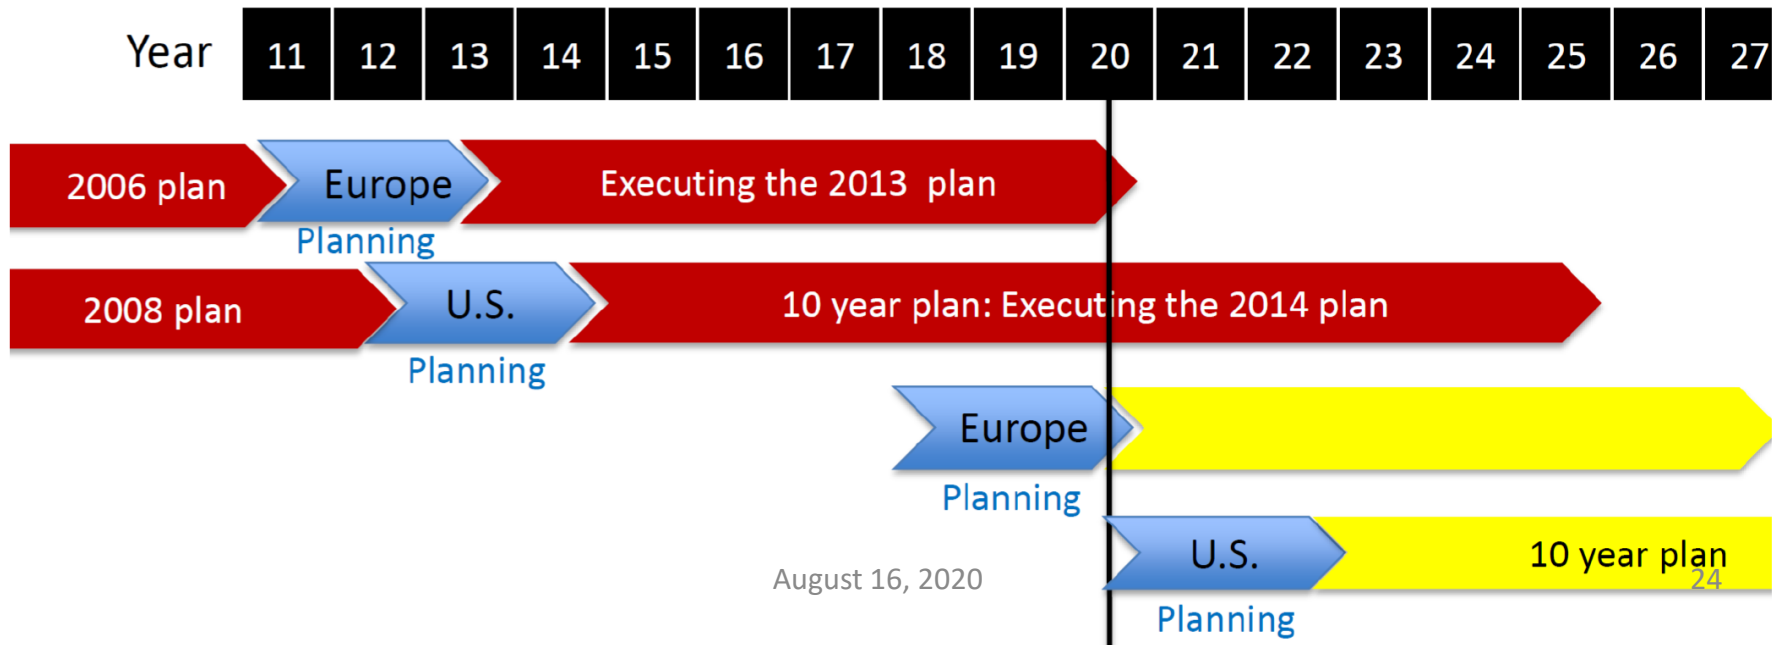 Year 11 12 13 14 15 16 17 18 19 20 21 22 23 24 25 26 27
2006 plan Europe Executing the 2013 plan
Planning
2008 plan U.S. 10 year plan: Executing the 2014 plan
Planning
Europe
Planning
U.S. 10 year plan
August 16, 2020 24
Planning